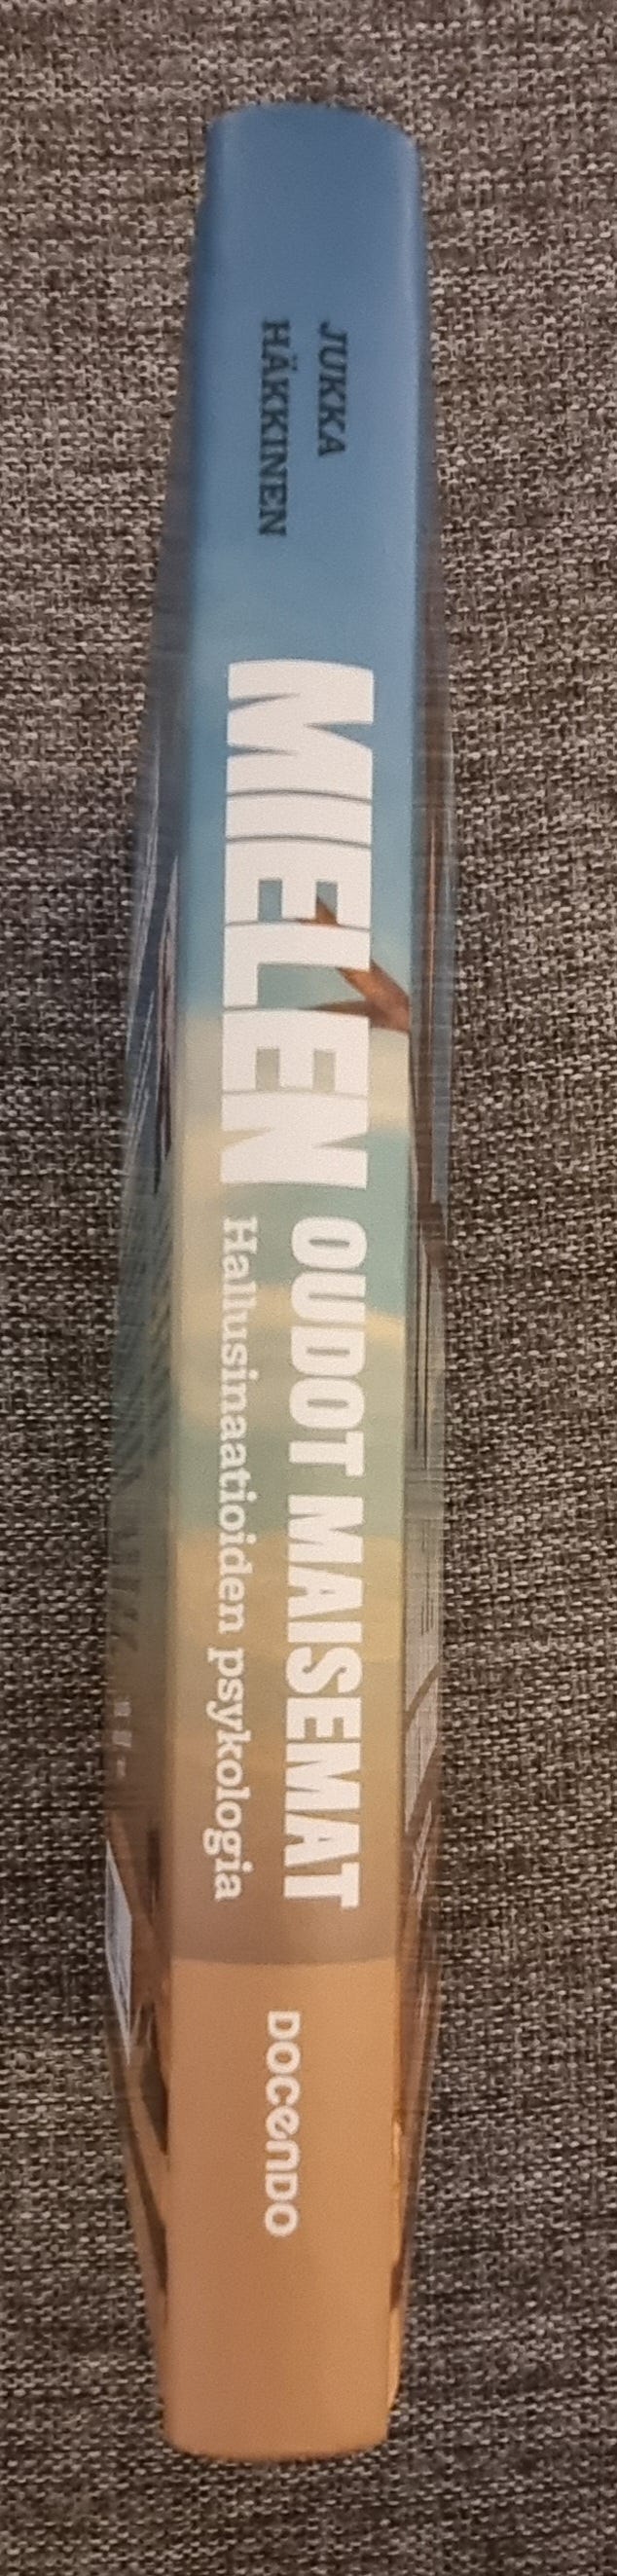 JUKKA
HÄKKINEN
MIELEN OUDOT MAISEMAT
Hallusinaatioiden psykologia
DOCENDO